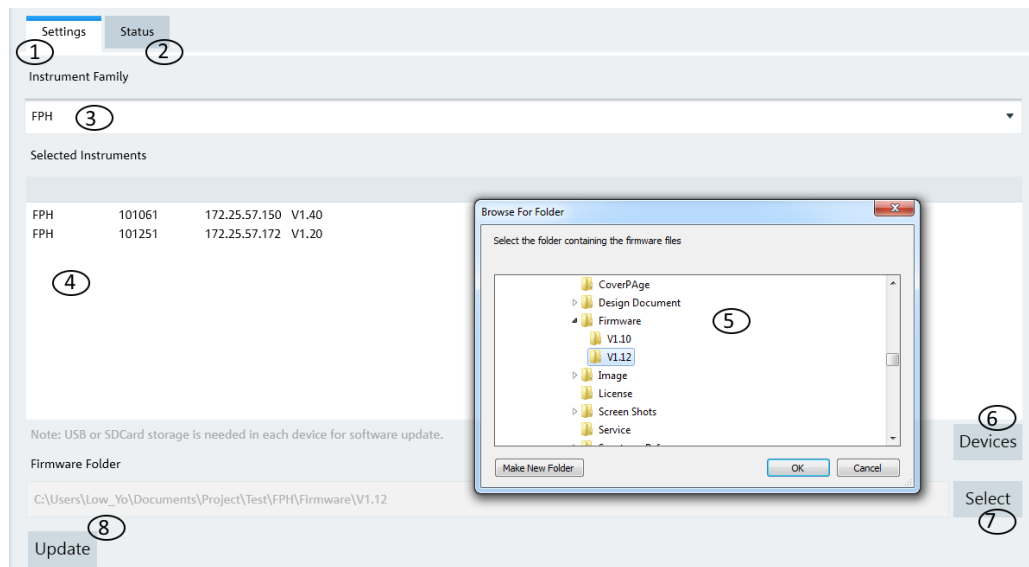 Settings Status
1 2
Instrument Family
FPH 3
Selected Instruments
FPH 101061 172.25.57.150 V1.40
FPH 101251 172.25.57.172 V1.20
4
Browse For Folder
Select the folder containing the firmware files
CoverPAge
Design Document
Firmware
5
V1.10
V1.12
Image
License
Screen Shots
Service
Make New Folder OK Cancel
Note: USB or SDCard storage is needed in each device for software update.
6
Devices
Firmware Folder
C:\Users\Low_Yo\Documents\Project\Test\FPH\Firmware\V1.12
Select
7
8
Update